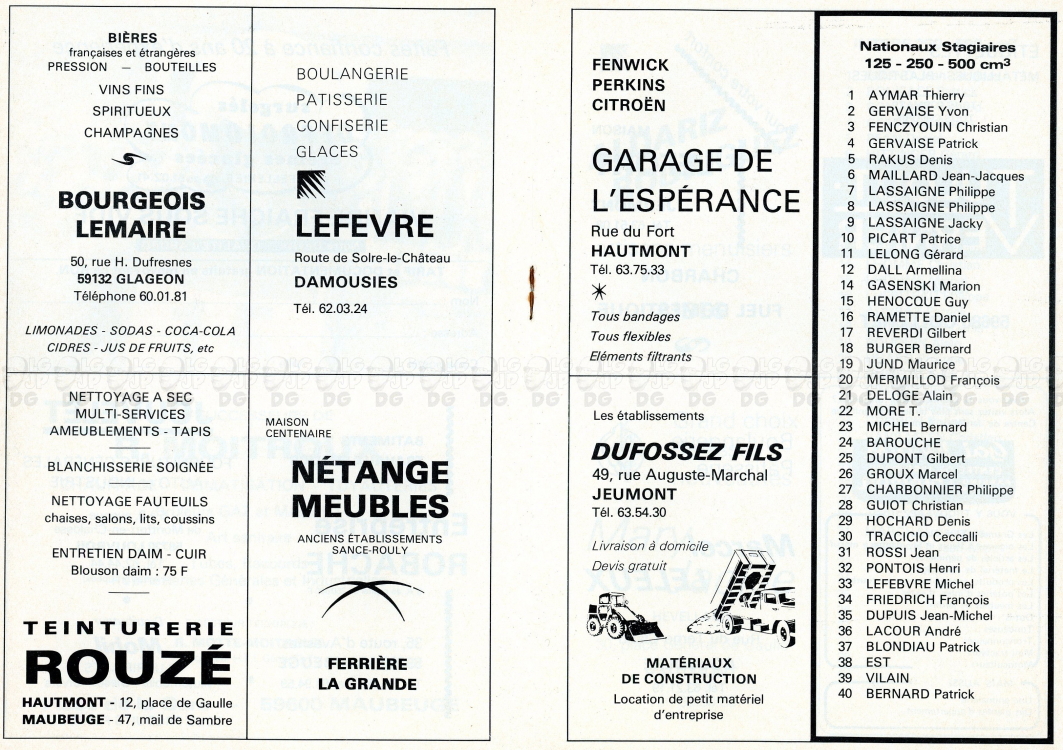 BIÈRES
françaises et étrangères
PRESSION — BOUTEILLES
VINS FINS
SPIRITUEUX
CHAMPAGNES
BOURGEOIS
LEMAIRE
50, rue H. Dufresnes
59132 GLAGEON
Téléphone 60.01.81
LIMONADES - SODAS - COCA-COLA
CIDRES - JUS DE FRUITS, etc
BOULANGERIE
PATISSERIE
CONFISERIE
GLACES
LEFEVRE
Route de Solre-le-Château
DAMOUSIES
Tél. 62.03.24
NETTOYAGE A SEC
MULTI-SERVICES
AMEUBLEMENTS - TAPIS
BLANCHISSERIE SOIGNÉE
NETTOYAGE FAUTEUILS
chaises, salons, lits, coussins
ENTRETIEN DAIM - CUIR
Blouson daim : 75 F
TEINTURERIE
ROUZÉ
HAUTMONT - 12, place de Gaulle
MAUBEUGE - 47, mail de Sambre
MAISON
CENTENAIRE
NÉTANGE
MEUBLES
ANCIENS ÉTABLISSEMENTS
SANCE-ROULY
FERRIÈRE
LA GRANDE
FENWICK
PERKINS
CITROËN
GARAGE DE
L'ESPÉRANCE
Rue du Fort
HAUTMONT
Tél. 63.75.33
Tous bandages
Tous flexibles
Eléments filtrants
Les établissements
DUFOSSEZ FILS
49, rue Auguste-Marchal
JEUMONT
Tél. 63.54.30
Livraison à domicile
Devis gratuit
MATÉRIAUX
DE CONSTRUCTION
Location de petit matériel
d'entreprise
Nationaux Stagiaires
125 - 250 - 500 cm³
1 AYMAR Thierry
2 GERVAISE Yvon
3 FENCZYOUIN Christian
4 GERVAISE Patrick
5 RAKUS Denis
6 MAILLARD Jean-Jacques
7 LASSAIGNE Philippe
8 LASSAIGNE Philippe
9 LASSAIGNE Jacky
10 PICART Patrice
11 LELONG Gérard
12 DALL Armellina
14 GASENSKI Marion
15 HENOCQUE Guy
16 RAMETTE Daniel
17 REVERDI Gilbert
18 BURGER Bernard
19 JUND Maurice
20 MERMILLOD François
21 DELOGE Alain
22 MORE T.
23 MICHEL Bernard
24 BAROUCHE
25 DUPONT Gilbert
26 GROUX Marcel
27 CHARBONNIER Philippe
28 GUIOT Christian
29 HOCHARD Denis
30 TRACICIO Ceccalli
31 ROSSI Jean
32 PONTOIS Henri
33 LEFEBVRE Michel
34 FRIEDRICH François
35 DUPUIS Jean-Michel
36 LACOUR André
37 BLONDIAU Patrick
38 EST
39 VILAIN
40 BERNARD Patrick